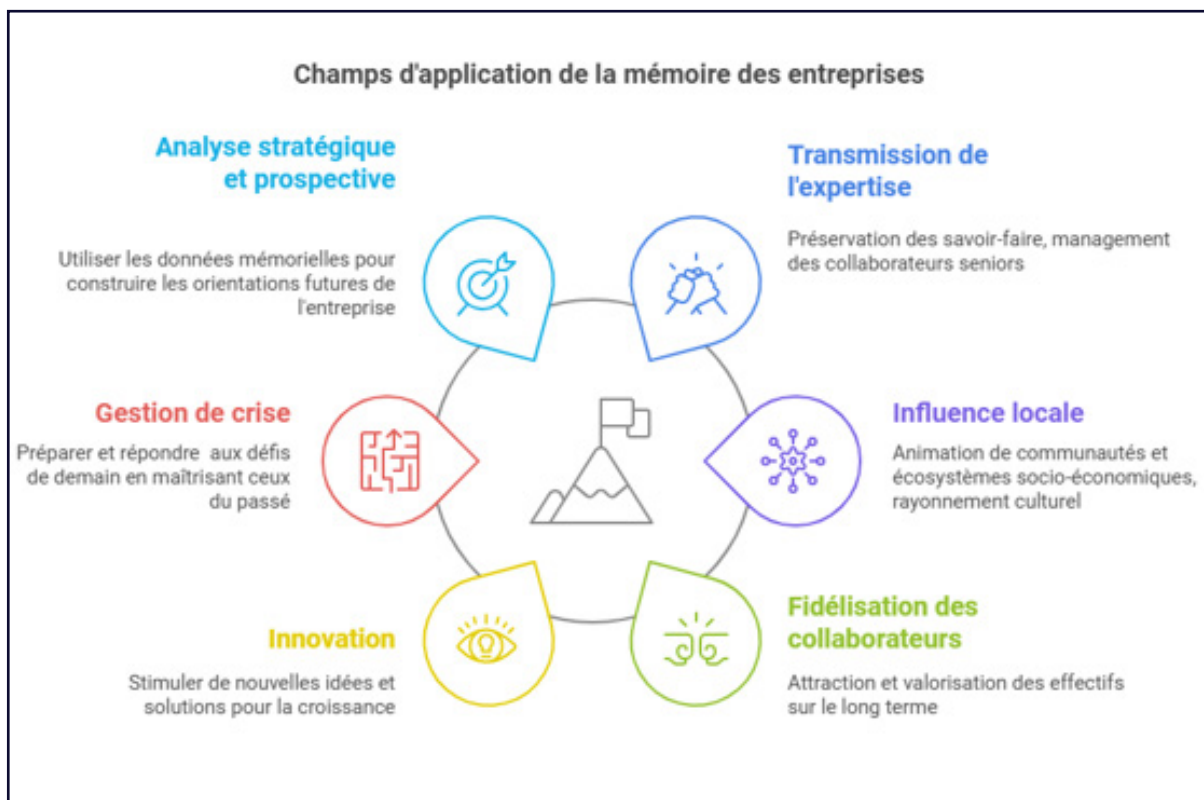 Champs d'application de la mémoire des entreprises
Analyse stratégique
et prospective
Utiliser les données mémorielles pour
construire les orientations futures de
l'entreprise
Transmission de
l'expertise
Préservation des savoir-faire, management
des collaborateurs seniors
Gestion de crise
Préparer et répondre aux défis
de demain en maîtrisant ceux
du passé
Influence locale
Animation de communautés et
écosystèmes socio-économiques,
rayonnement culturel
Innovation
Stimuler de nouvelles idées et
solutions pour la croissance
Fidélisation des
collaborateurs
Attraction et valorisation des effectifs
sur le long terme